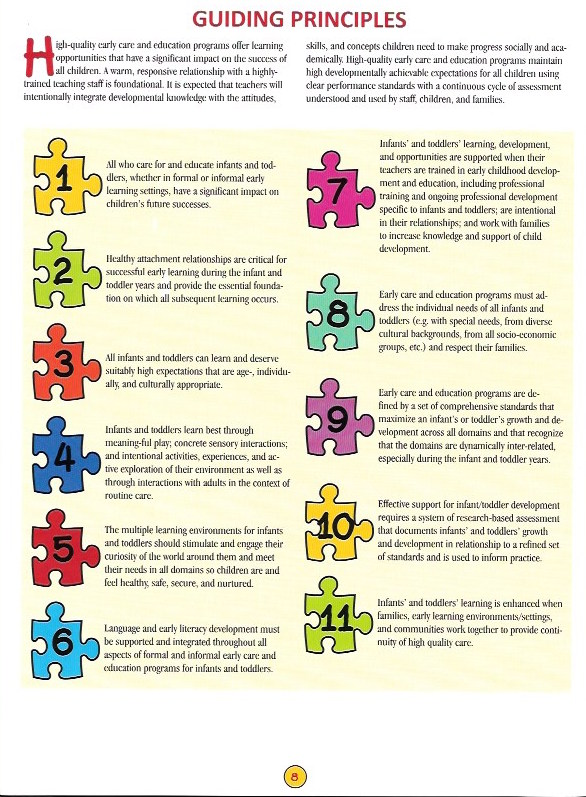 GUIDING PRINCIPLES
High-quality early care and education programs offer learning
opportunities that have a significant impact on the success of
all children. A warm, responsive relationship with a highly-
trained teaching staff is foundational. It is expected that teachers will
intentionally integrate developmental knowledge with the attitudes,
skills, and concepts children need to make progress socially and aca-
demically. High-quality early care and education programs maintain
high developmentally achievable expectations for all children using
clear performance standards with a continuous cycle of assessment
understood and used by staff, children, and families.
1
All who care for and educate infants and tod-
dlers, whether in formal or informal early
learning settings, have a significant impact on
children's future successes.
2
Healthy attachment relationships are critical for
successful early learning during the infant and
toddler years and provide the essential founda-
tion on which all subsequent learning occurs.
3
All infants and toddlers can learn and deserve
suitably high expectations that are age-, individu-
ally, and culturally appropriate.
4
Infants and toddlers learn best through
meaning-ful play; concrete sensory interactions;
and intentional activities, experiences, and ac-
tive exploration of their environment as well as
through interactions with adults in the context of
routine care.
5
The multiple learning environments for infants
and toddlers should stimulate and engage their
curiosity of the world around them and meet
their needs in all domains so children are and
feel healthy, safe, secure, and nurtured.
6
Language and early literacy development must
be supported and integrated throughout all
aspects of formal and informal early care and
education programs for infants and toddlers.
7
Infants' and toddlers' learning, development,
and opportunities are supported when their
teachers are trained in early childhood develop-
ment and education, including professional
training and ongoing professional development
specific to infants and toddlers; are intentional
in their relationships; and work with families
to increase knowledge and support of child
development.
8
Early care and education programs must ad-
dress the individual needs of all infants and
toddlers (e.g. with special needs, from diverse
cultural backgrounds, from all socio-economic
groups, etc.) and respect their families.
9
Early care and education programs are de-
fined by a set of comprehensive standards that
maximize an infant's or toddler's growth and de-
velopment across all domains and that recognize
that the domains are dynamically inter-related,
especially during the infant and toddler years.
10
Effective support for infant/toddler development
requires a system of research-based assessment
that documents infants' and toddlers' growth
and development in relationship to a refined set
of standards and is used to inform practice.
11
Infants' and toddlers' learning is enhanced when
families, early learning environments/settings,
and communities work together to provide conti-
nuity of high quality care.
8